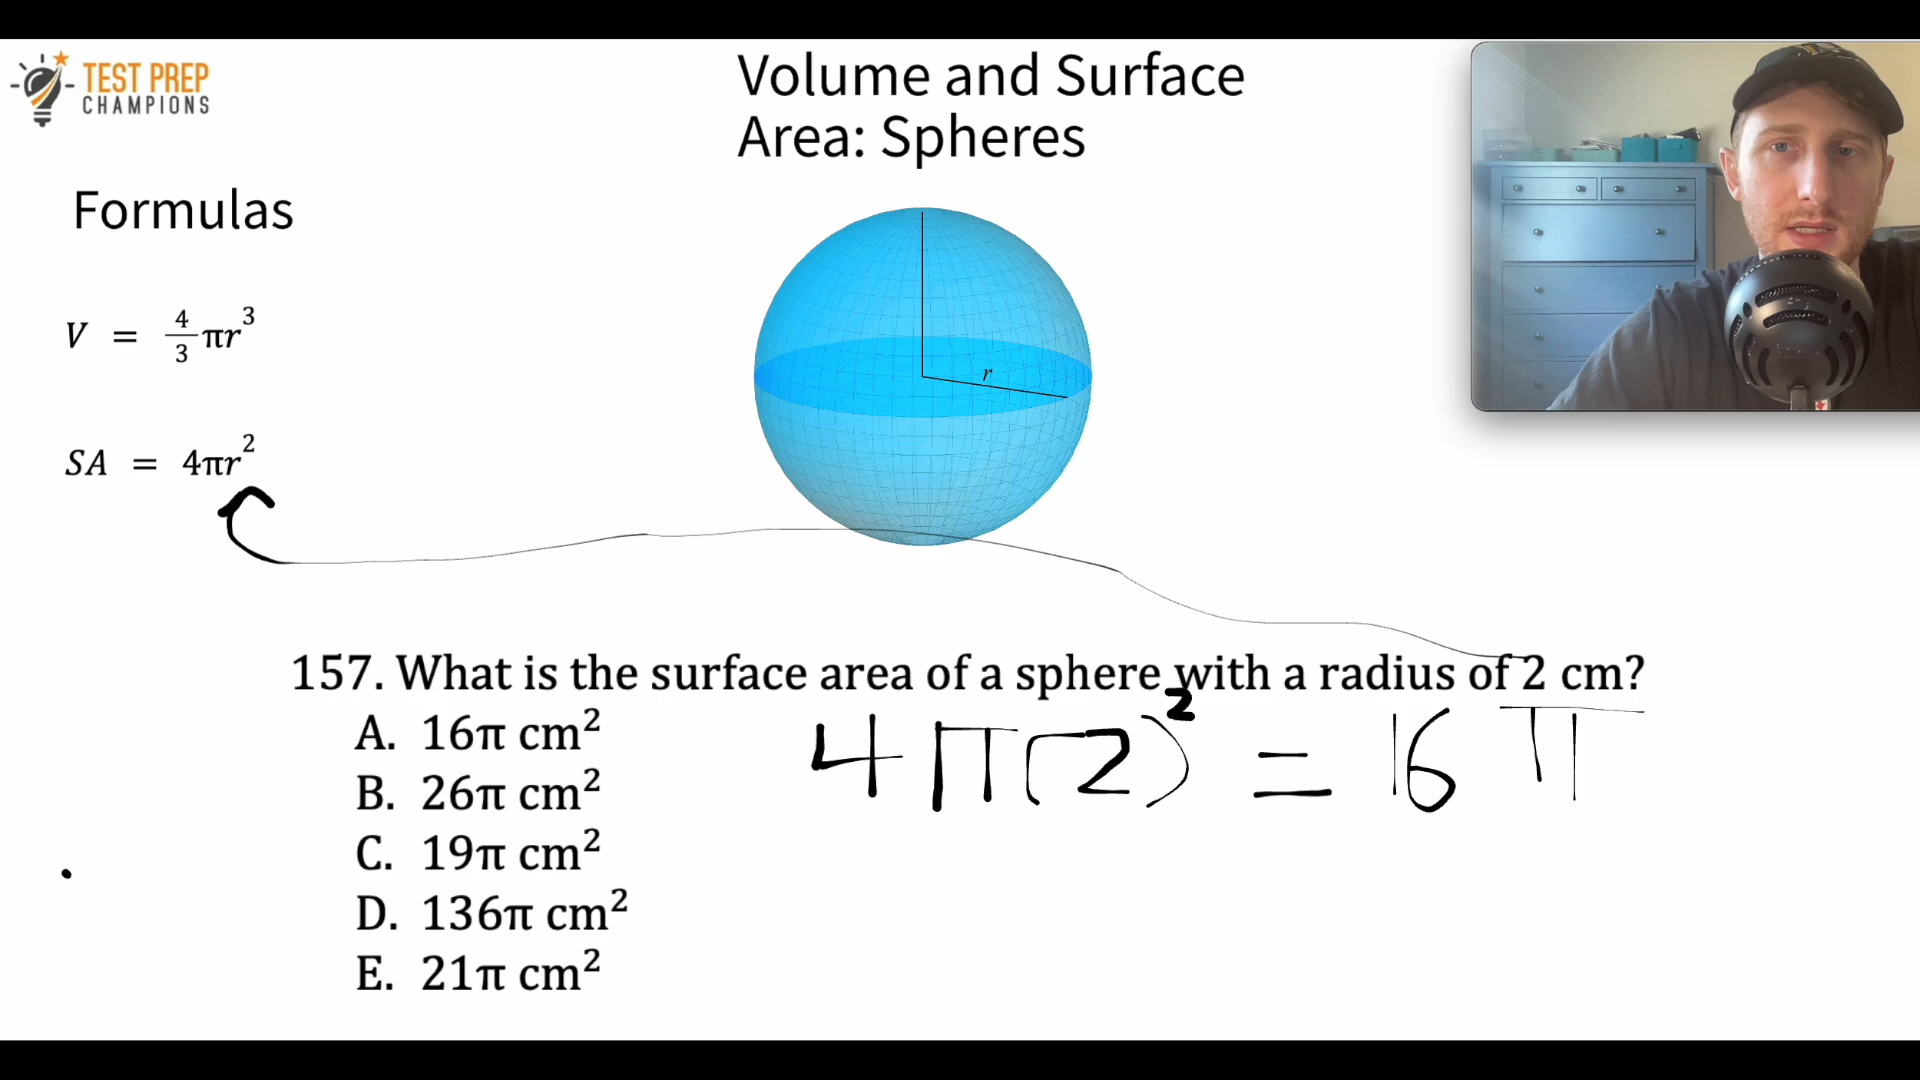 TEST PREP
CHAMPIONS
Volume and Surface
Area: Spheres
Formulas
V = 4/3 πr³
SA = 4πr²
r
157. What is the surface area of a sphere with a radius of 2 cm?
A. 16π cm²
B. 26π cm²
C. 19π cm²
D. 136π cm²
E. 21π cm²
4π(2)² = 16π